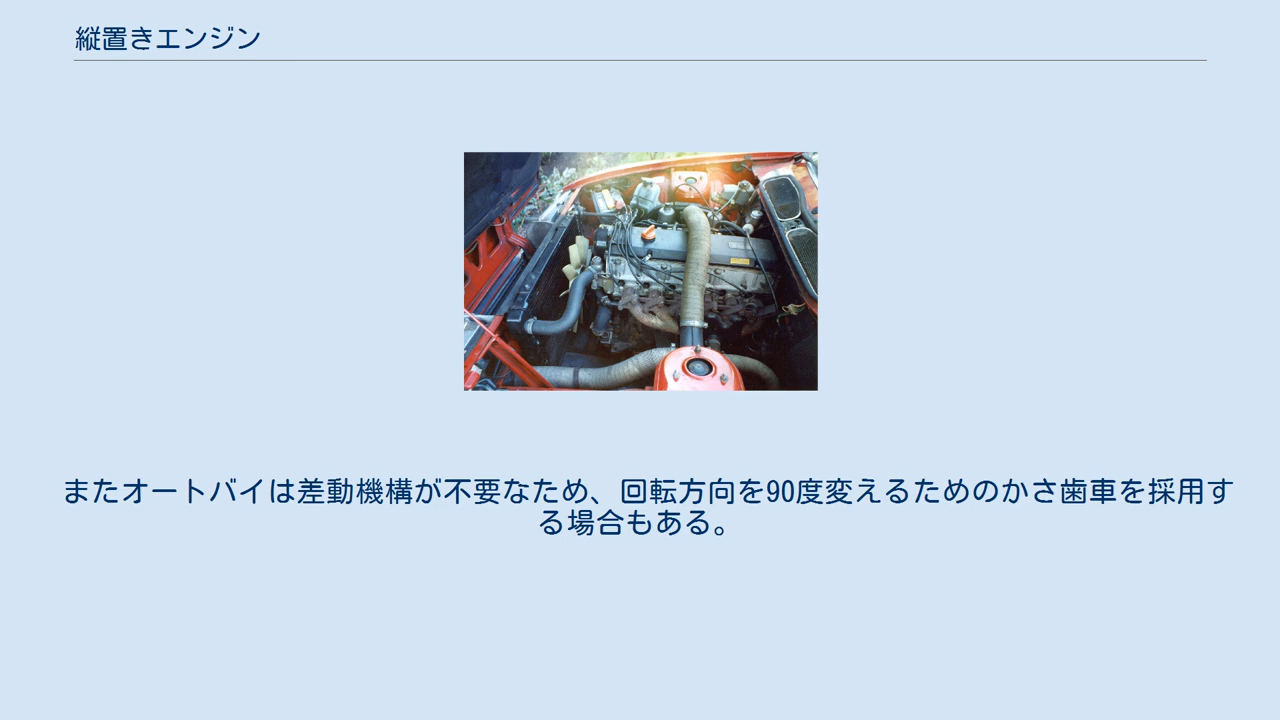 縦置きエンジン
またオートバイは差動機構が不要なため、回転方向を90度変えるためのかさ歯車を採用す
る場合もある。